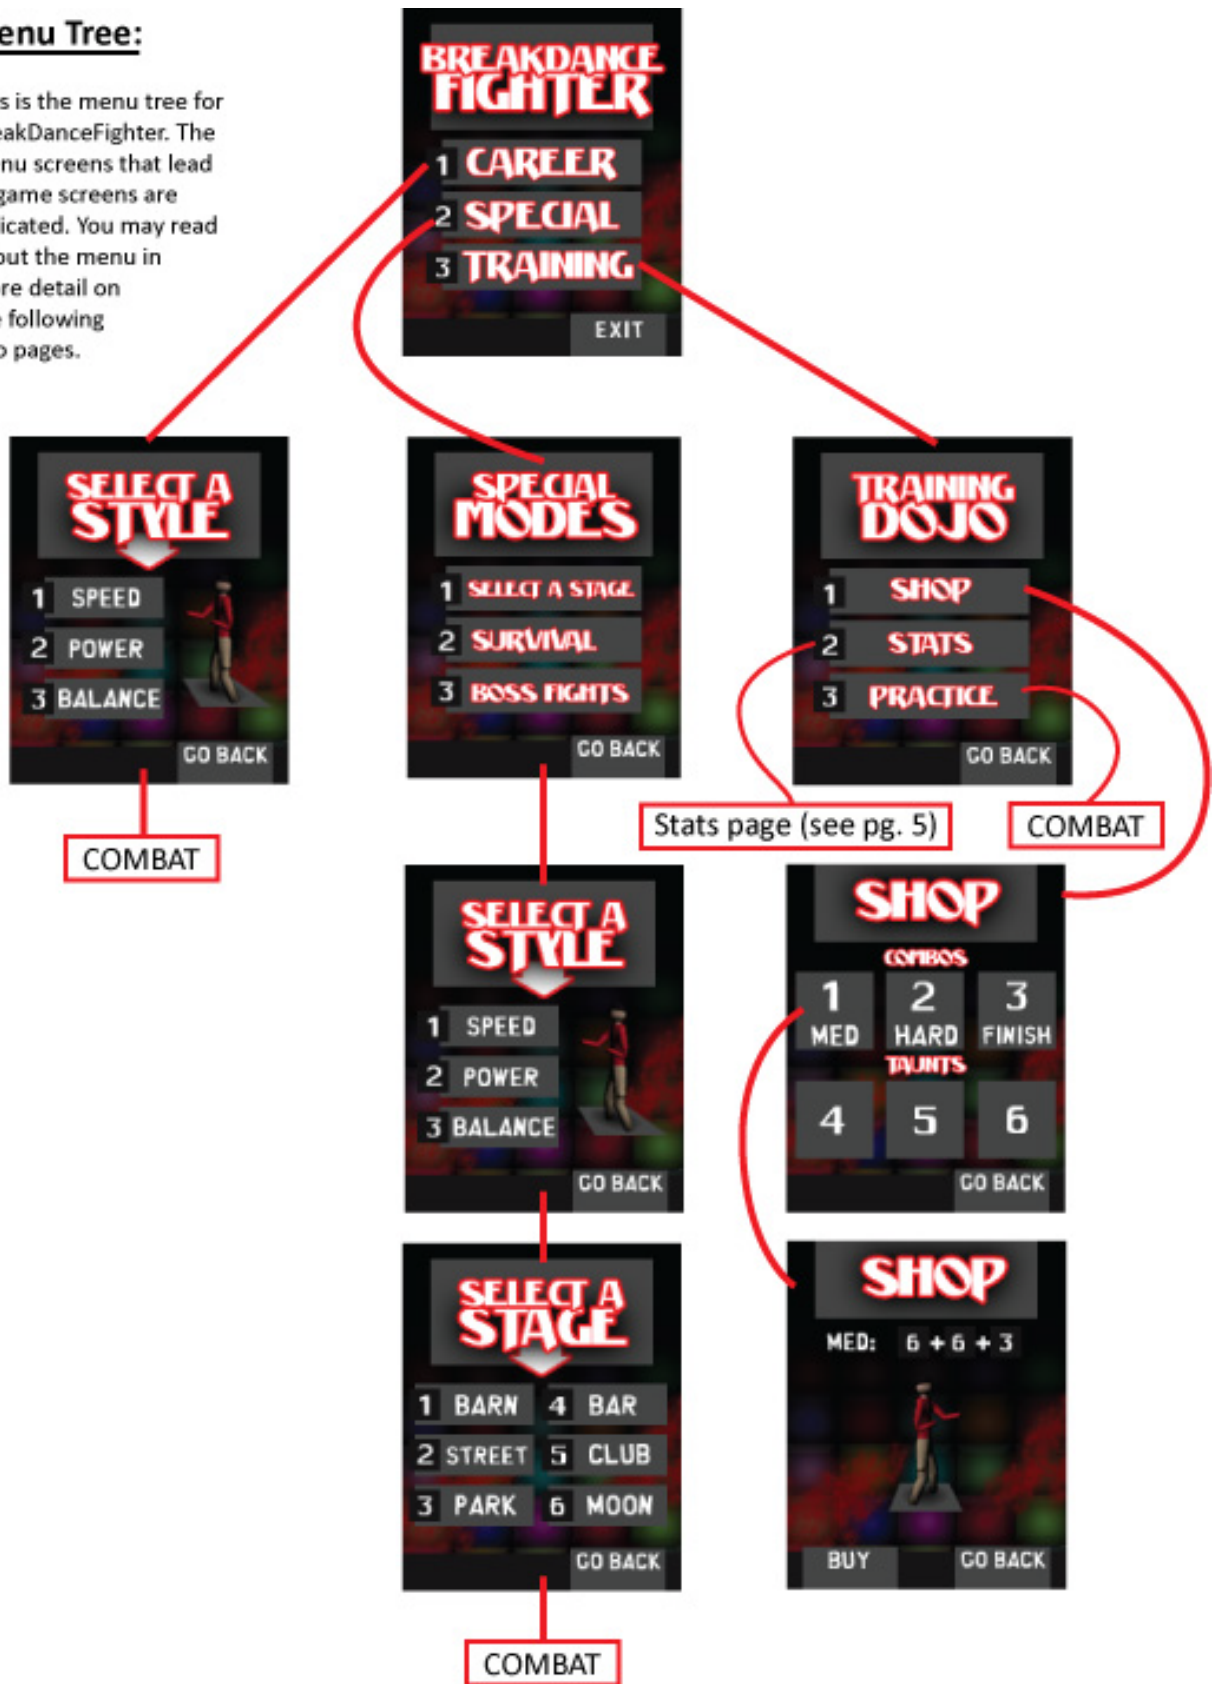 enu Tree:
s is the menu tree for
eakDanceFighter. The
nu screens that lead
game screens are
icated. You may read
out the menu in
re detail on
e following
o pages.
BREAKDANCE
FIGHTER
1 CAREER
2 SPECIAL
3 TRAINING
EXIT
SELECT A
STYLE
1 SPEED
2 POWER
3 BALANCE
GO BACK
COMBAT
SPECIAL
MODES
1 SELECT A STAGE
2 SURVIVAL
3 BOSS FIGHTS
GO BACK
TRAINING
DOJO
1 SHOP
2 STATS
3 PRACTICE
GO BACK
Stats page (see pg. 5)
COMBAT
SELECT A
STYLE
1 SPEED
2 POWER
3 BALANCE
GO BACK
SHOP
COMBOS
1 2 3
MED HARD FINISH
TAUNTS
4 5 6
GO BACK
SELECT A
STAGE
1 BARN 4 BAR
2 STREET 5 CLUB
3 PARK 6 MOON
GO BACK
COMBAT
SHOP
MED: 6 + 6 + 3
BUY GO BACK